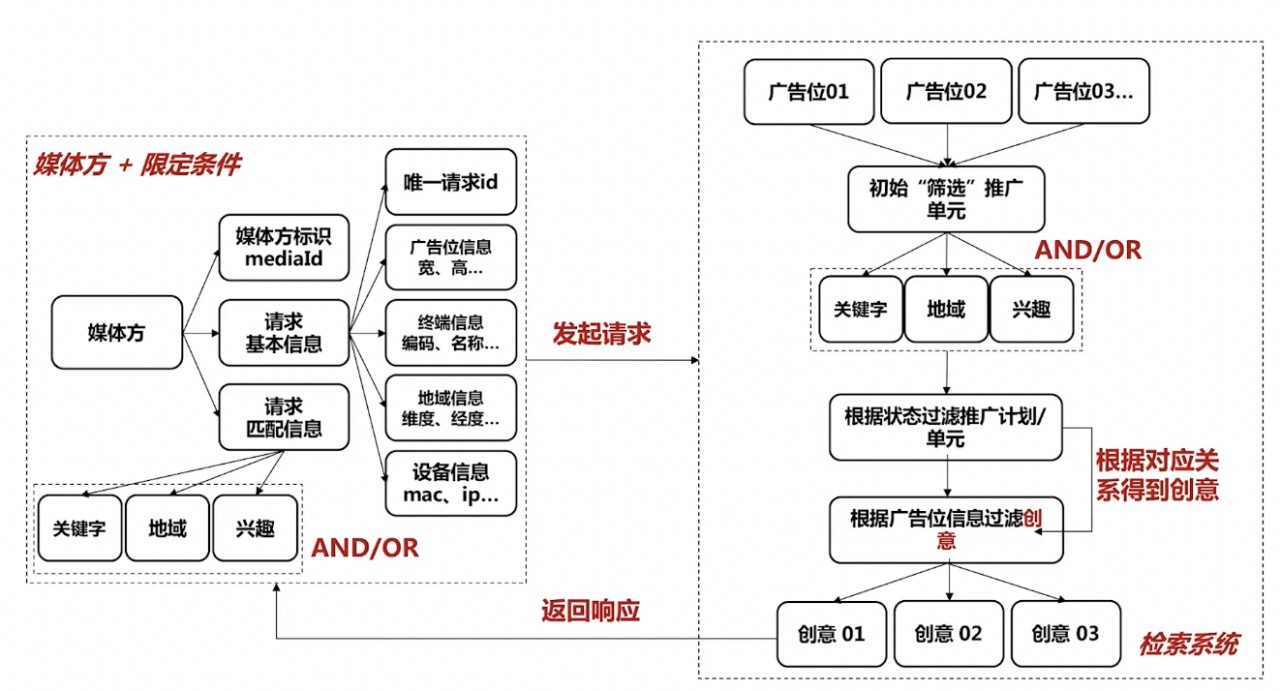 媒体方 + 限定条件
媒体方
媒体方标识
mediaId
请求
基本信息
请求
匹配信息
唯一请求id
广告位信息
宽、高...
终端信息
编码、名称...
地域信息
维度、经度...
设备信息
mac、ip...
关键字
地域
兴趣
AND/OR
发起请求
返回响应
广告位01
广告位02
广告位03...
初始“筛选”推广
单元
AND/OR
关键字
地域
兴趣
根据状态过滤推广计划/
单元
根据对应关
系得到创意
根据广告位信息过滤创
意
创意 01
创意 02
创意 03
检索系统